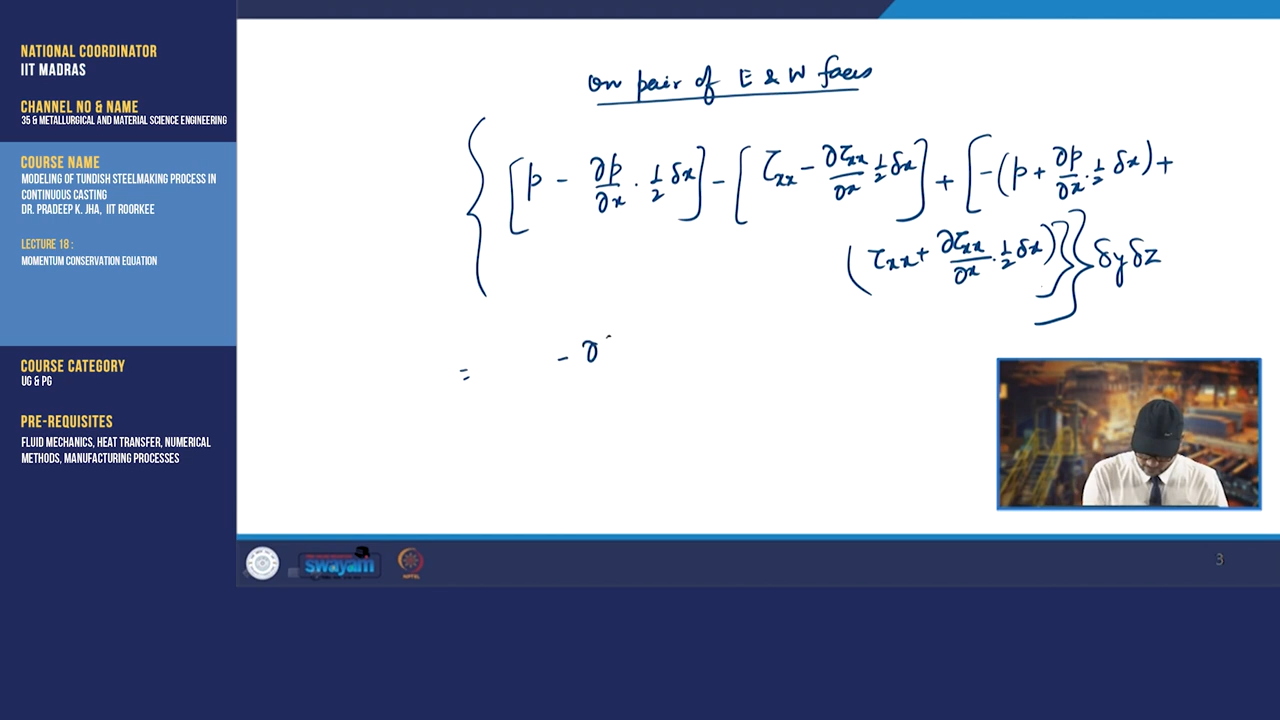 NATIONAL COORDINATOR
IIT MADRAS
CHANNEL NO & NAME
35 & METALLURGICAL AND MATERIAL SCIENCE ENGINEERING
COURSE NAME
MODELING OF TUNDISH STEELMAKING PROCESS IN
CONTINUOUS CASTING
DR. PRADEEP K. JHA, IIT ROORKEE
LECTURE 18 :
MOMENTUM CONSERVATION EQUATION
COURSE CATEGORY
UG & PG
PRE-REQUISITES
FLUID MECHANICS, HEAT TRANSFER, NUMERICAL
METHODS, MANUFACTURING PROCESSES
On pair of E & W faces
{ [p - ∂p/∂x · 1/2 δx] - [τxx - ∂τxx/∂x 1/2 δx] + [-(p + ∂p/∂x · 1/2 δx) +
(τxx + ∂τxx/∂x · 1/2 δx)]} δyδz
= - ∂
swayam
3